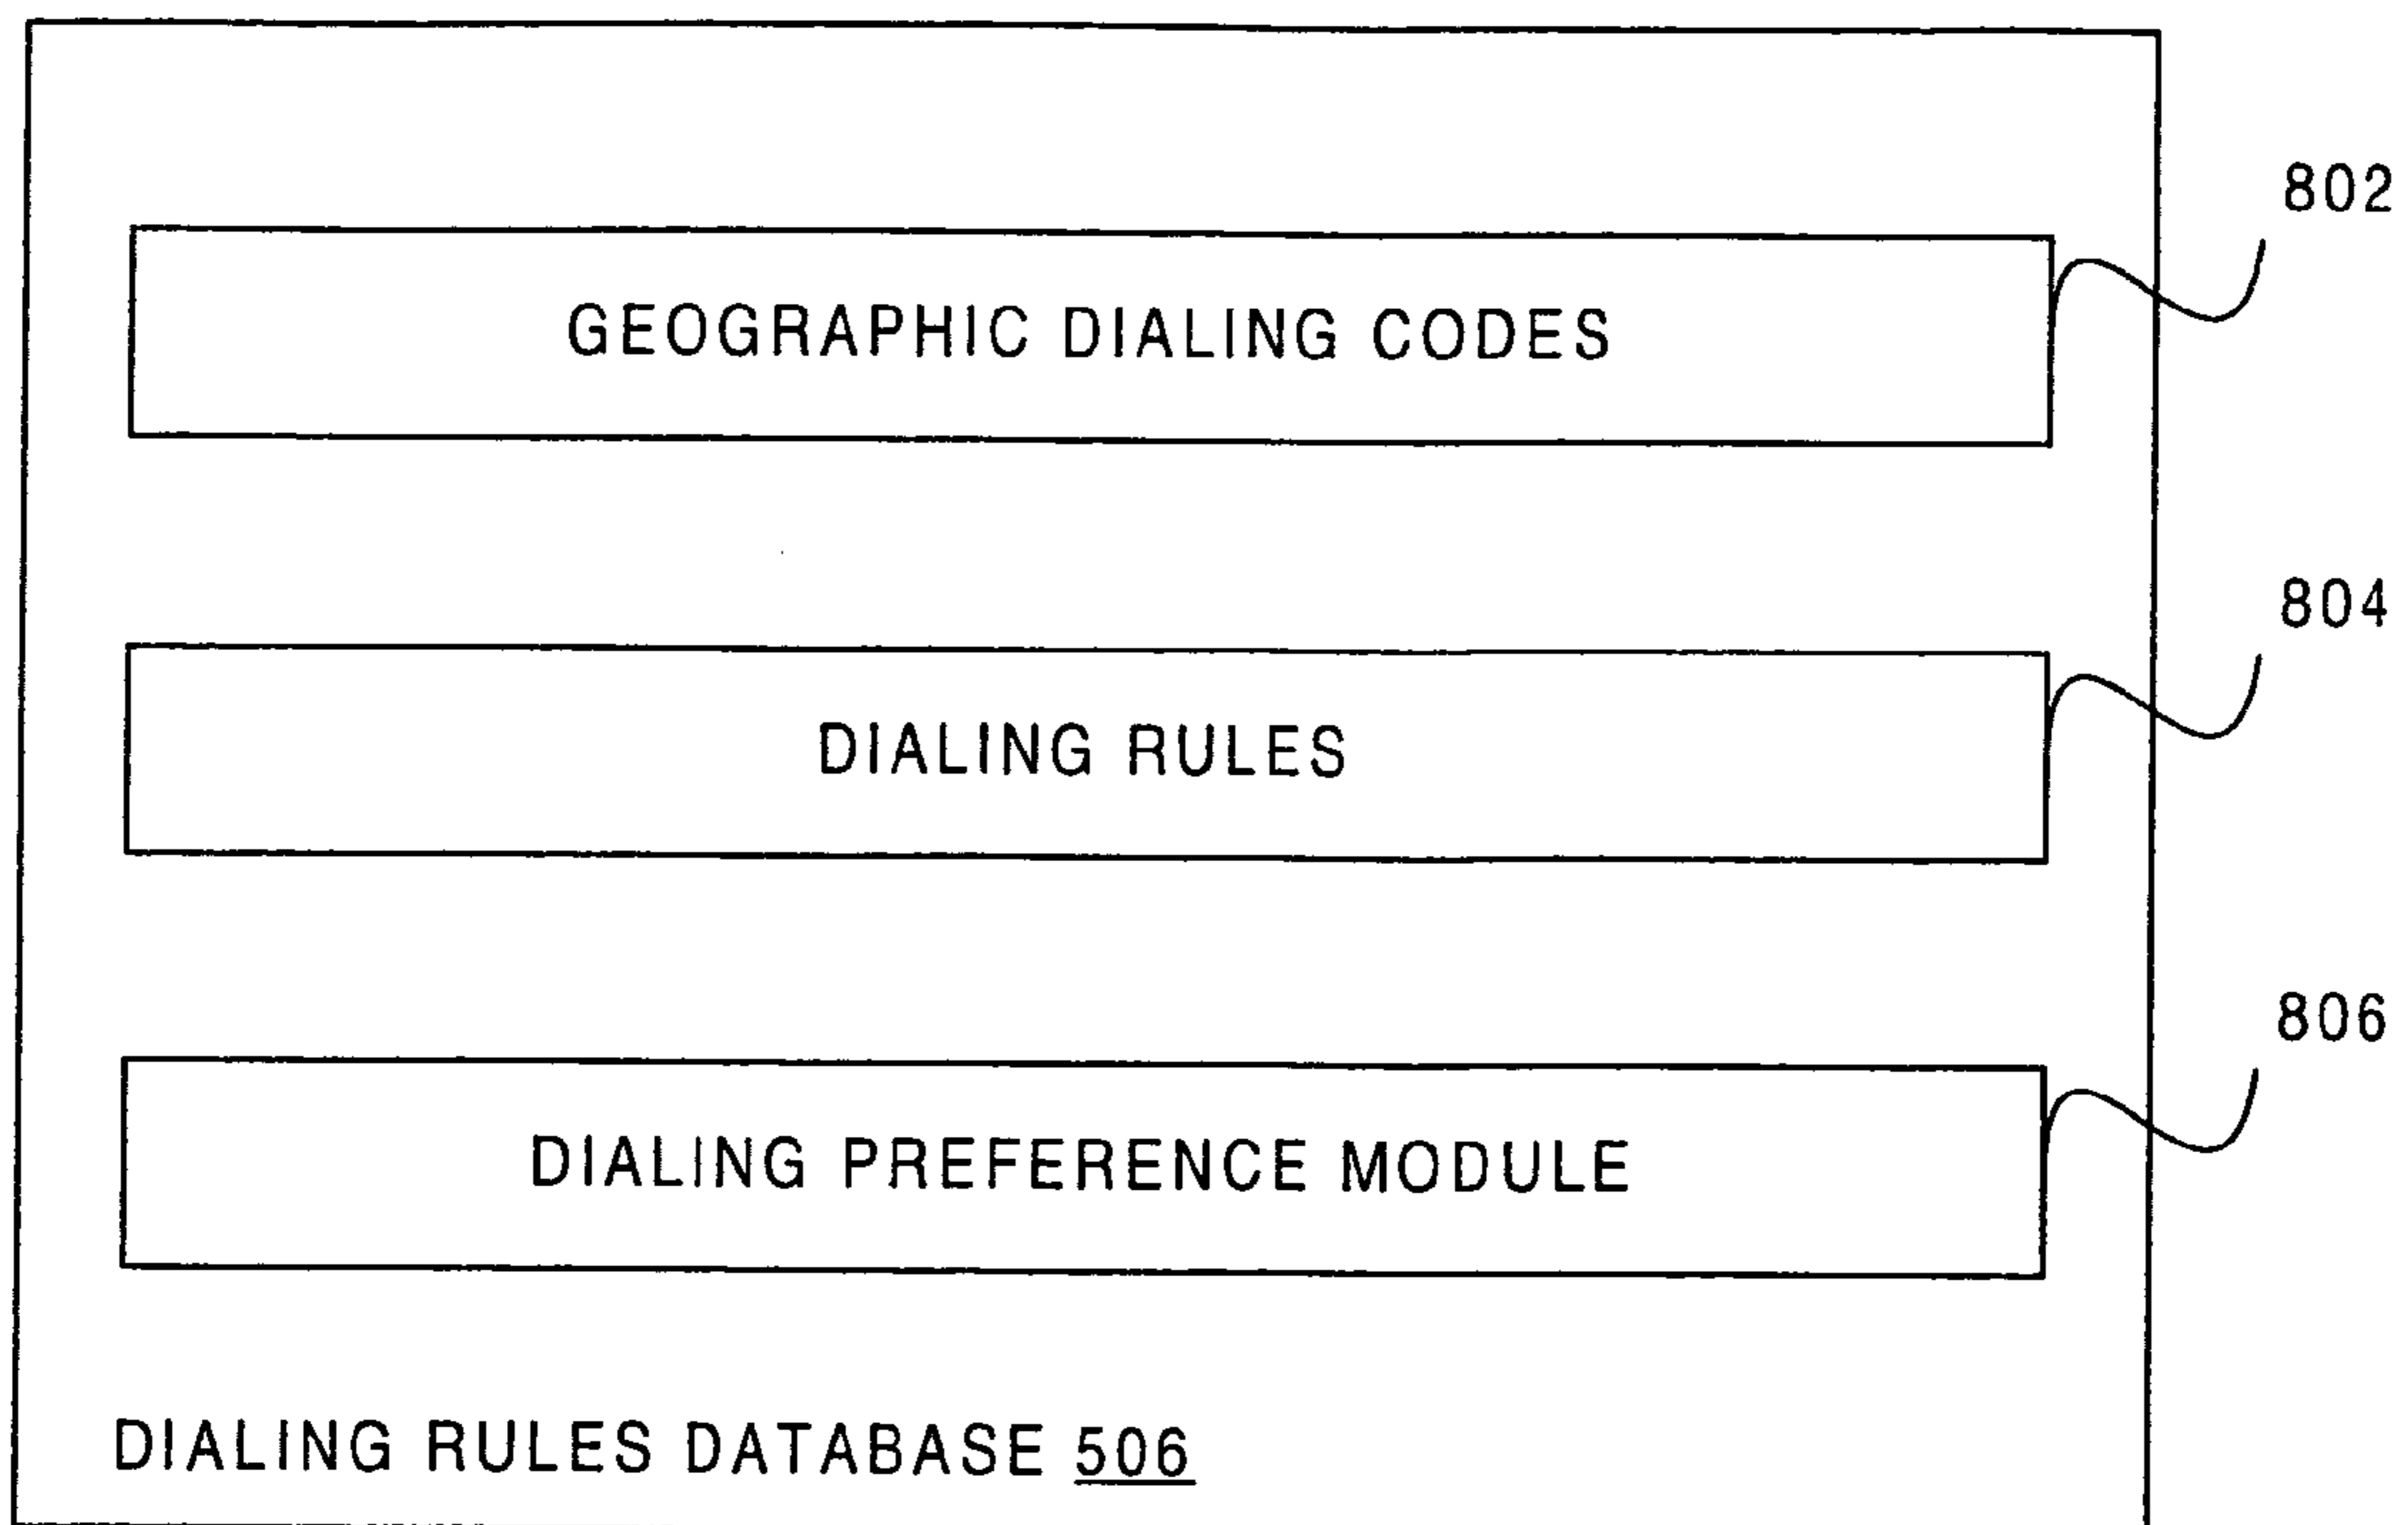 802
GEOGRAPHIC DIALING CODES
804
DIALING RULES
806
DIALING PREFERENCE MODULE
DIALING RULES DATABASE 506